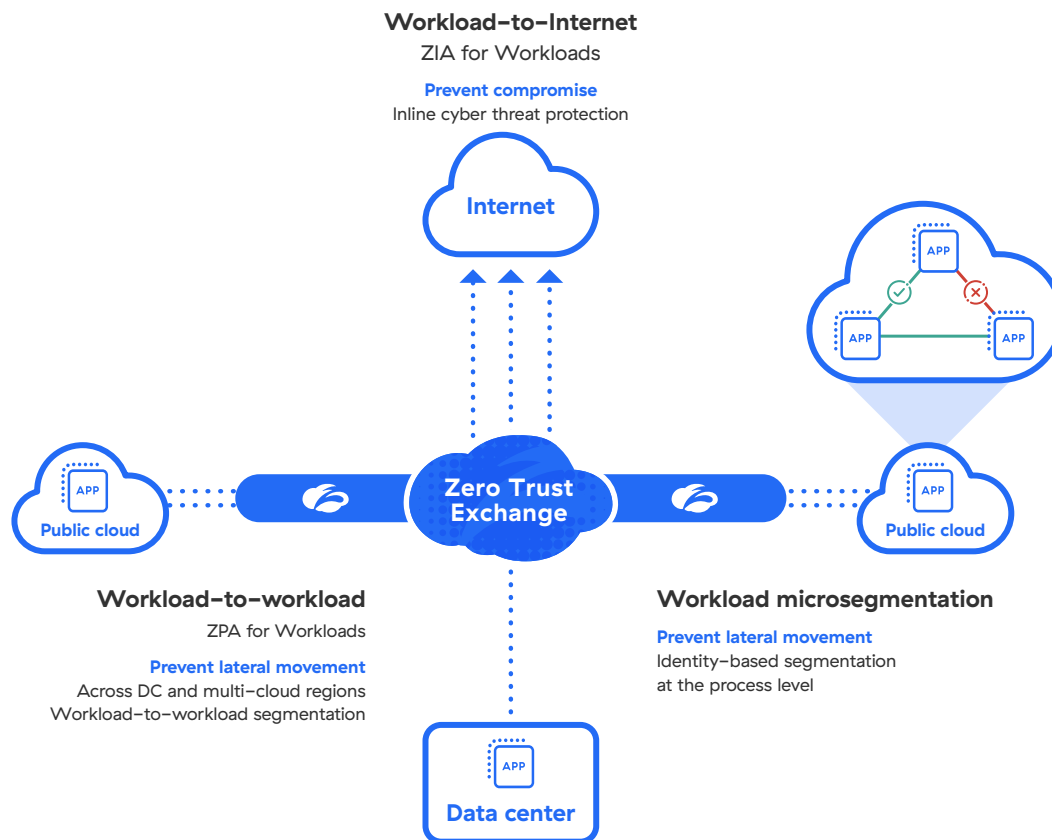 Workload-to-Internet
ZIA for Workloads
Prevent compromise
Inline cyber threat protection
Internet
APP
APP
APP
APP
Public cloud
Zero Trust
Exchange
APP
Public cloud
Workload-to-workload
ZPA for Workloads
Prevent lateral movement
Across DC and multi-cloud regions
Workload-to-workload segmentation
Workload microsegmentation
Prevent lateral movement
Identity-based segmentation
at the process level
APP
Data center